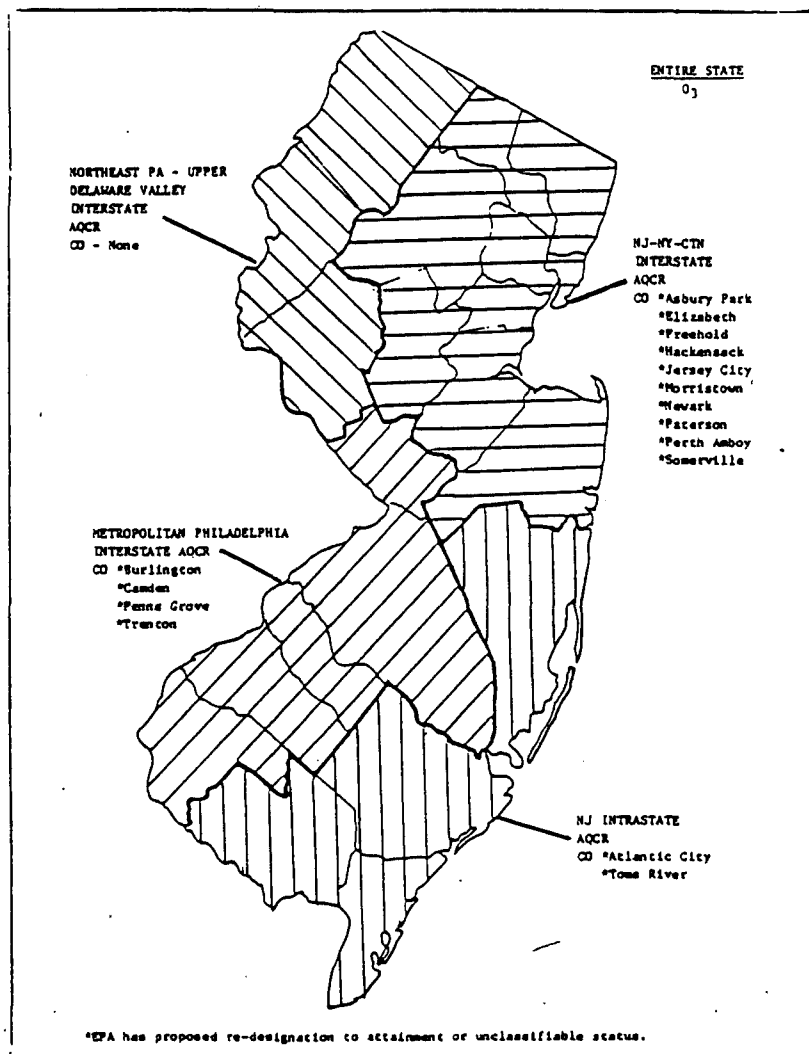 ENTIRE STATE
O3
NORTHEAST PA - UPPER
DELAWARE VALLEY
INTERSTATE
AQCR
CO - None
NJ-NY-CTN
INTERSTATE
AQCR
CO *Asbury Park
*Elizabeth
*Freehold
*Hackensack
*Jersey City
*Morristown
*Newark
*Paterson
*Perth Amboy
*Somerville
METROPOLITAN PHILADELPHIA
INTERSTATE AQCR
CO *Burlington
*Camden
*Penns Grove
*Trenton
NJ INTRASTATE
AQCR
CO *Atlantic City
*Toms River
*EPA has proposed re-designation to attainment or unclassifiable status.